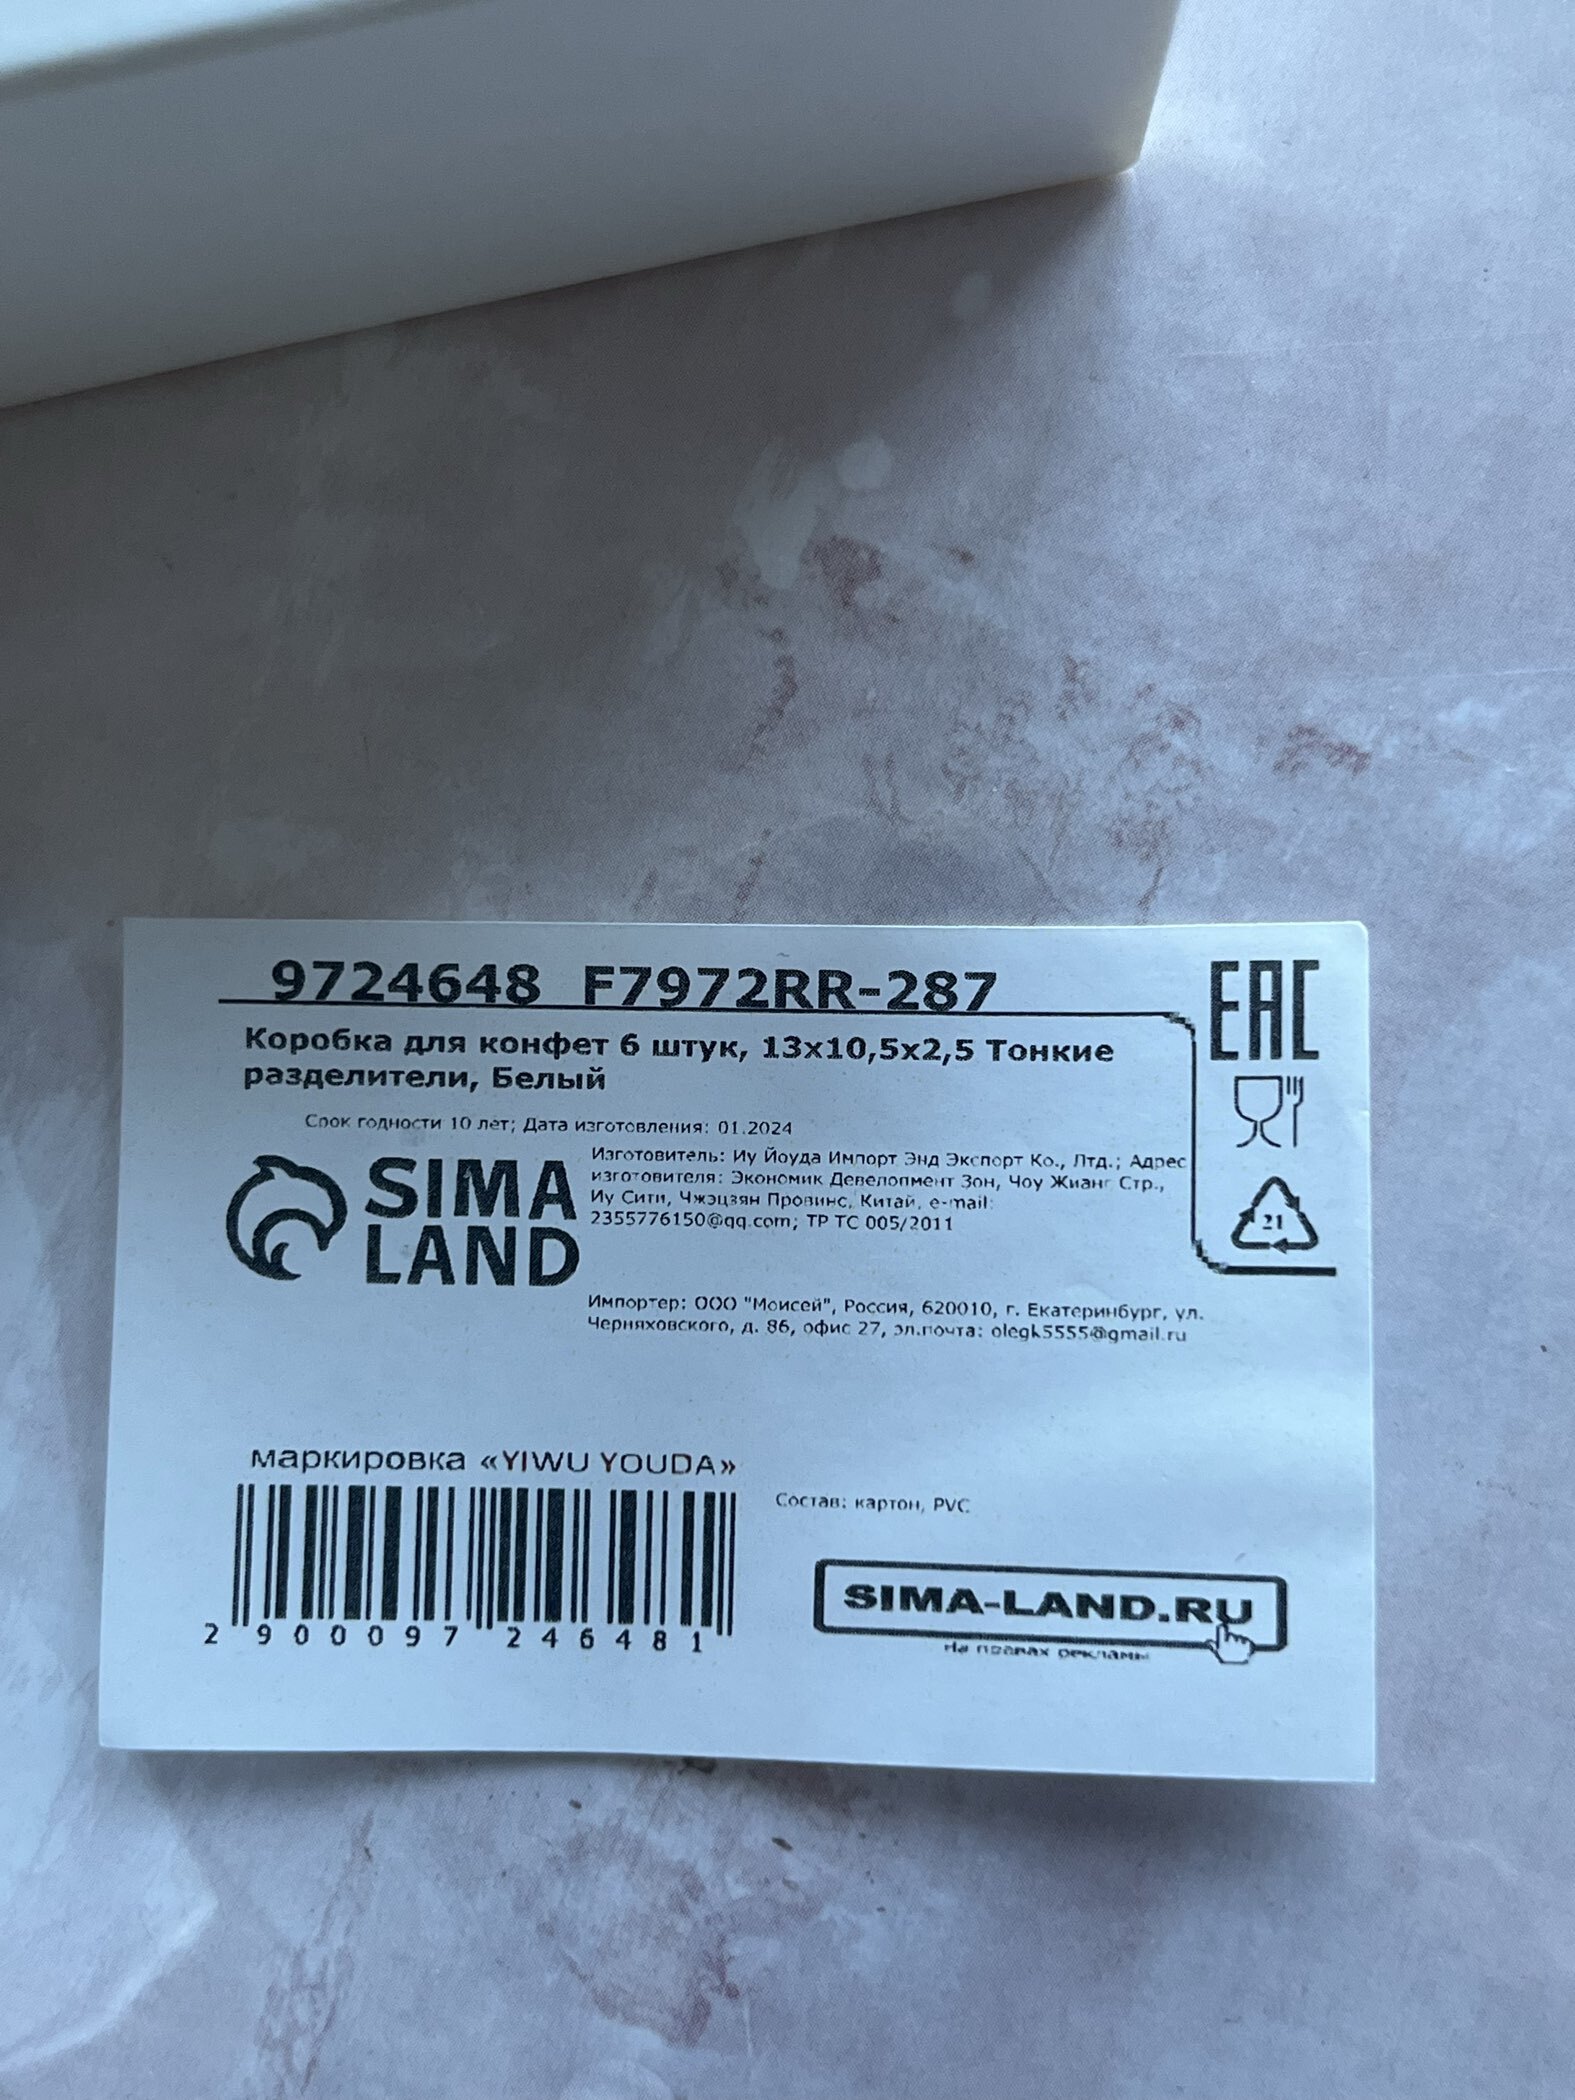 9724648 F7972RR-287
EAC
Коробка для конфет 6 штук, 13х10,5х2,5 Тонкие
разделители, Белый
Срок годности 10 лет; Дата изготовления: 01.2024
SIMA
LAND
Изготовитель: Иу Йоуда Импорт Энд Экспорт Ко., Лтд.; Адрес
изготовителя: Экономик Девелопмент Зон, Чоу Жианг Стр.,
Иу Сити, Чжэцзян Провинс, Китай, e-mail:
2355776150@qq.com; ТР ТС 005/2011
21
Импортер: ООО "Моисей", Россия, 620010, г. Екатеринбург, ул.
Черняховского, д. 86, офис 27, эл.почта: olegk5555@gmail.ru
маркировка «YIWU YOUDA»
2 900097 246481
Состав: картон, PVC
SIMA-LAND.RU
На правах рекламы